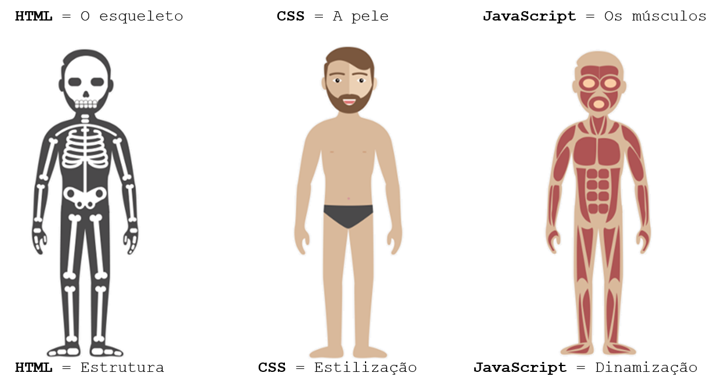 HTML = O esqueleto
CSS = A pele
JavaScript = Os músculos
HTML = Estrutura
CSS = Estilização
JavaScript = Dinamização